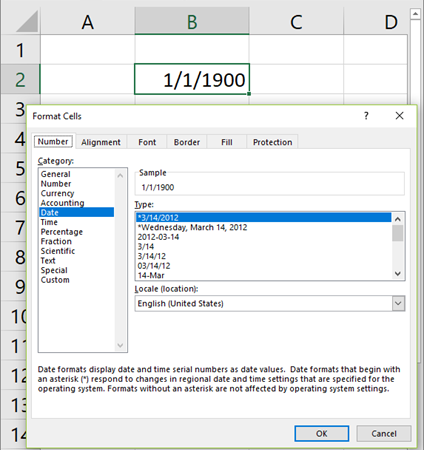 A B C D
1
2 1/1/1900
3
Format Cells ? ×
4 Number Alignment Font Border Fill Protection
5 Category:
General Sample
6 Number 1/1/1900
Currency
Accounting Type:
7 Date *3/14/2012
Time *Wednesday, March 14, 2012
8 Percentage 2012-03-14
Fraction 3/14
Scientific 3/14/12
9 Text 03/14/12
Special 14-Mar
Custom Locale (location):
10 English (United States)
11
12 Date formats display date and time serial numbers as date values. Date formats that begin with
an asterisk (*) respond to changes in regional date and time settings that are specified for the
operating system. Formats without an asterisk are not affected by operating system settings.
13
14 OK Cancel